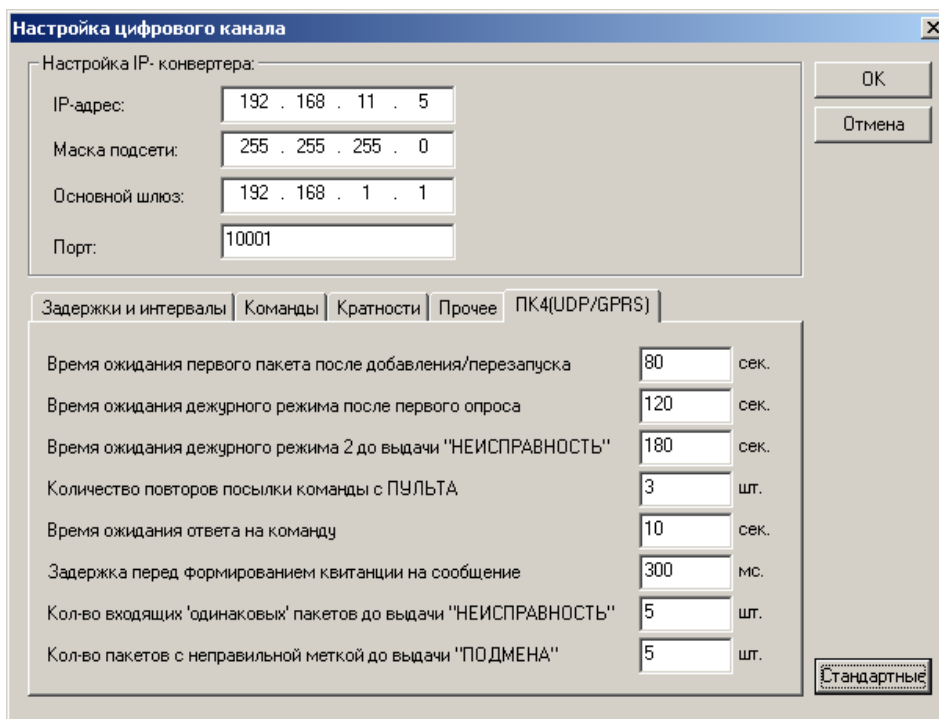 Настройка цифрового канала
Настройка IP- конвертера:
IP-адрес: 192 . 168 . 11 . 5
Маска подсети: 255 . 255 . 255 . 0
Основной шлюз: 192 . 168 . 1 . 1
Порт: 10001
OK
Отмена
Задержки и интервалы Команды Кратности Прочее ПК4(UDP/GPRS)
Время ожидания первого пакета после добавления/перезапуска 80 сек.
Время ожидания дежурного режима после первого опроса 120 сек.
Время ожидания дежурного режима 2 до выдачи "НЕИСПРАВНОСТЬ" 180 сек.
Количество повторов посылки команды с ПУЛЬТА 3 шт.
Время ожидания ответа на команду 10 сек.
Задержка перед формированием квитанции на сообщение 300 мс.
Кол-во входящих 'одинаковых' пакетов до выдачи "НЕИСПРАВНОСТЬ" 5 шт.
Кол-во пакетов с неправильной меткой до выдачи "ПОДМЕНА" 5 шт.
Стандартные